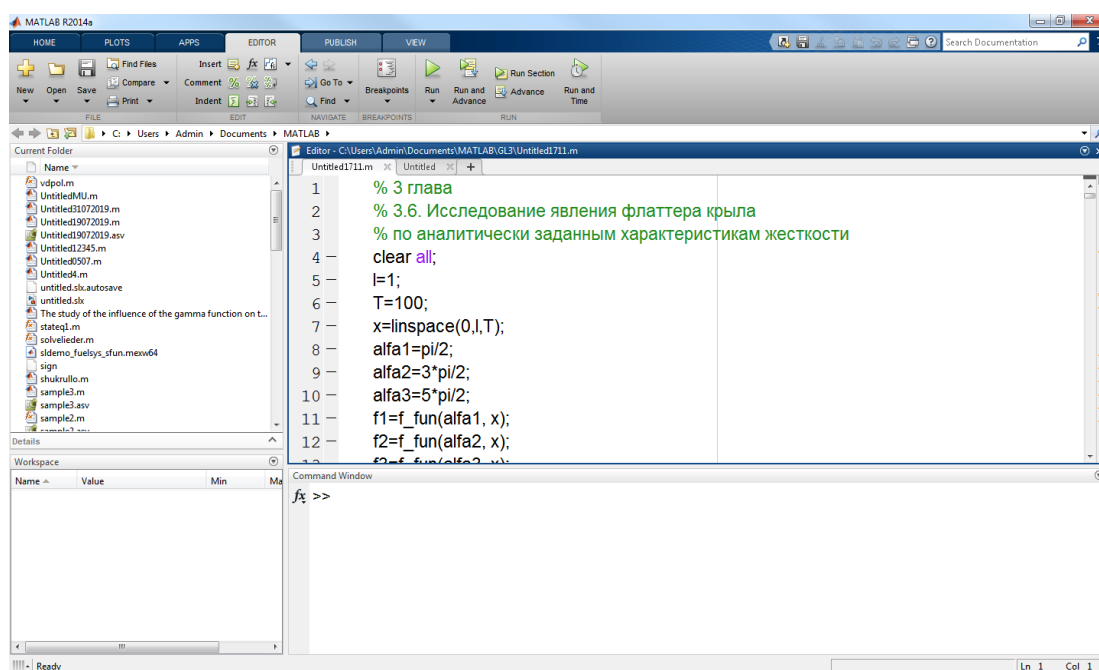 MATLAB R2014a
HOME PLOTS APPS EDITOR PUBLISH VIEW
Search Documentation
New Open Save
Find Files
Compare
Print
FILE
Insert fx
Comment
Indent
EDIT
Go To
Find
NAVIGATE
Breakpoints
BREAKPOINTS
Run
Run and Advance
Run Section
Advance
Run and Time
RUN
C: Users Admin Documents MATLAB
Current Folder
Name
vdpol.m
UntitledMU.m
Untitled31072019.m
Untitled19072019.m
Untitled19072019.asv
Untitled12345.m
Untitled0507.m
Untitled4.m
untitled.slx.autosave
untitled.slx
The study of the influence of the gamma function on t...
stateq1.m
solvelieder.m
sldemo_fuelsys_sfun.mexw64
sign
shukrullo.m
sample3.m
sample3.asv
sample2.m
Details
Workspace
Name Value Min
Editor - C:\Users\Admin\Documents\MATLAB\GL3\Untitled1711.m
Untitled1711.m Untitled +
1 % 3 глава
2 % 3.6. Исследование явления флаттера крыла
3 % по аналитически заданным характеристикам жесткости
4 clear all;
5 l=1;
6 T=100;
7 x=linspace(0,l,T);
8 alfa1=pi/2;
9 alfa2=3*pi/2;
10 alfa3=5*pi/2;
11 f1=f_fun(alfa1, x);
12 f2=f_fun(alfa2, x);
Command Window
fx >>
Ready
Ln 1 Col 1